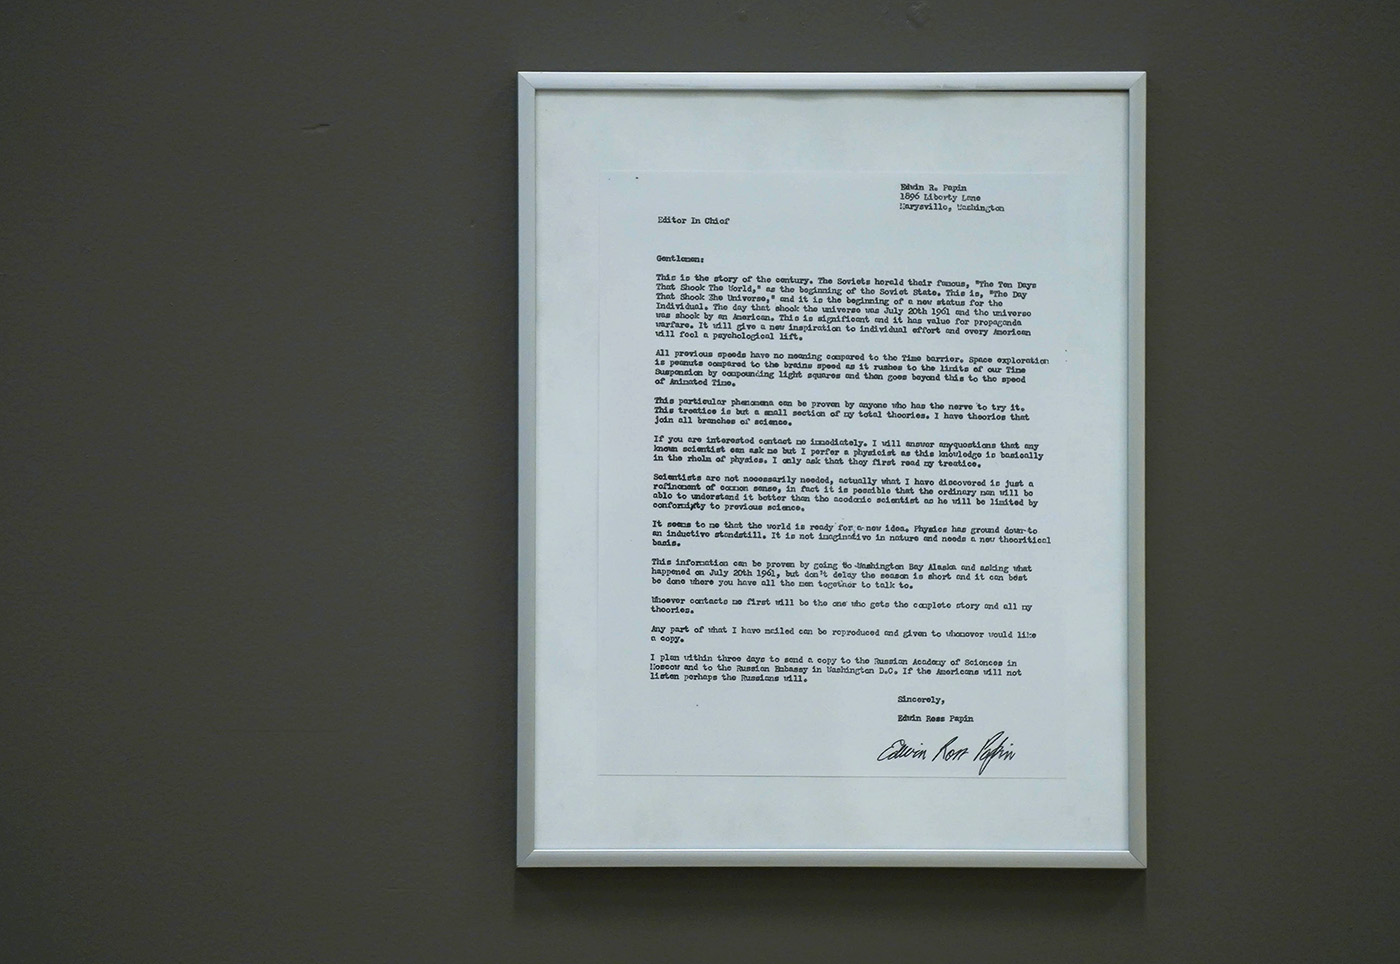 Edwin R. Papin
1896 Liberty Lane
Marysville, Washington
Editor In Chief
Gentlemen:
This is the story of the century. The Soviets herald their famous, "The Ten Days
That Shook The World," as the beginning of the Soviet State. This is, "The Day
That Shook The Universe," and it is the beginning of a new status for the
Individual. The day that shook the universe was July 20th 1961 and the universe
was shook by an American. This is significant and it has value for propaganda
warfare. It will give a new inspiration to individual effort and every American
will feel a psychological lift.
All previous speeds have no meaning compared to the Time barrier. Space exploration
is peanuts compared to the brains speed as it rushes to the limits of our Time
Suspension by compounding light squares and then goes beyond this to the speed
of Animated Time.
This particular phenomena can be proven by anyone who has the nerve to try it.
This treatice is but a small section of my total theories. I have theories that
join all branches of science.
If you are interested contact me immediately. I will answer anyquestions that any
known scientist can ask me but I perfer a physicist as this knowledge is basically
in the rholm of physics. I only ask that they first read my treatice.
Scientists are not necessarily needed, actually what I have discovered is just a
refinement of common sense, in fact it is possible that the ordinary man will be
able to understand it better than the academic scientist as he will be limited by
conformity to previous science.
It seems to me that the world is ready for a new idea. Physics has ground down to
an inductive standstill. It is not imaginative in nature and needs a new theoritical
basis.
This information can be proven by going to Washington Bay Alaska and asking what
happened on July 20th 1961, but don't delay the season is short and it can best
be done where you have all the men together to talk to.
Whoever contacts me first will be the one who gets the complete story and all my
theories.
Any part of what I have mailed can be reproduced and given to whomever would like
a copy.
I plan within three days to send a copy to the Russian Academy of Sciences in
Moscow and to the Russian Embassy in Washington D.C. If the Americans will not
listen perhaps the Russians will.
Sincerely,
Edwin Ross Papin
Edwin Ross Papin